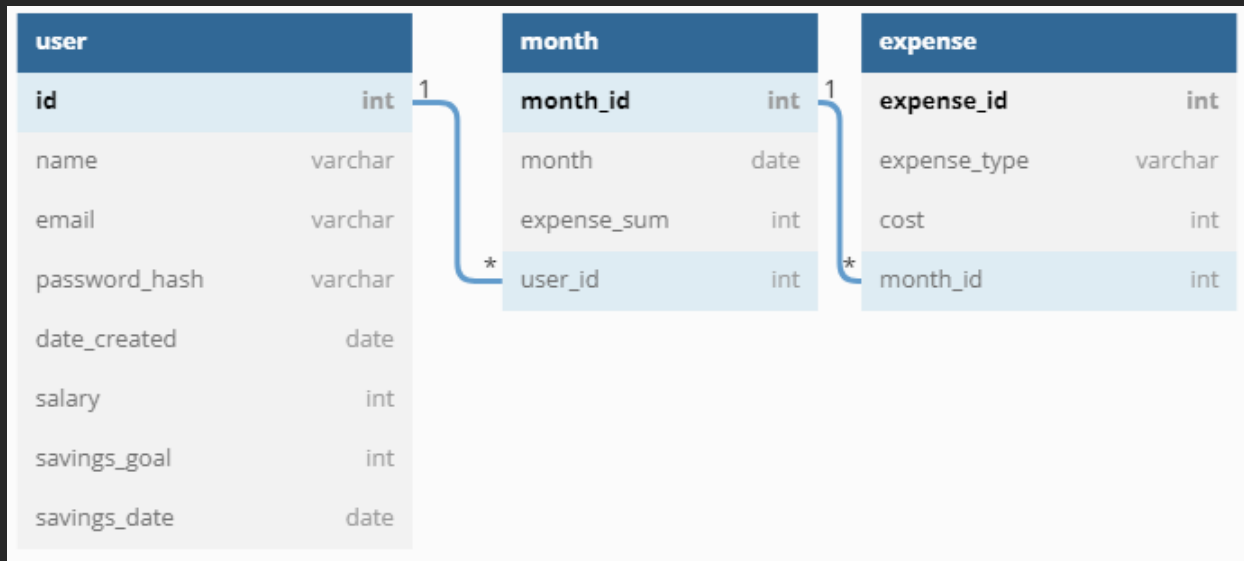 user
id int
name varchar
email varchar
password_hash varchar
date_created date
salary int
savings_goal int
savings_date date
1
*
month
month_id int
month date
expense_sum int
user_id int
1
*
expense
expense_id int
expense_type varchar
cost int
month_id int